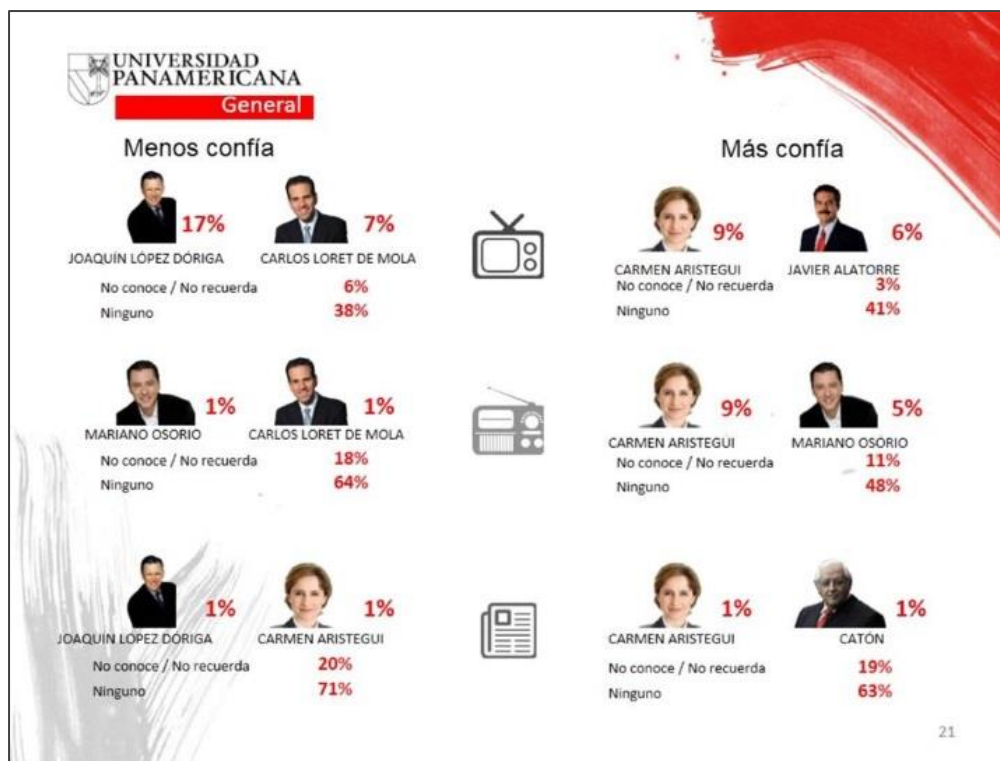 UNIVERSIDAD
PANAMERICANA
General
Menos confía
Más confía
17%
7%
9%
6%
JOAQUÍN LÓPEZ DÓRIGA
CARLOS LORET DE MOLA
CARMEN ARISTEGUI
JAVIER ALATORRE
No conoce / No recuerda
6%
No conoce / No recuerda
3%
Ninguno
38%
Ninguno
41%
1%
1%
9%
5%
MARIANO OSORIO
CARLOS LORET DE MOLA
CARMEN ARISTEGUI
MARIANO OSORIO
No conoce / No recuerda
18%
No conoce / No recuerda
11%
Ninguno
64%
Ninguno
48%
1%
1%
1%
1%
JOAQUÍN LÓPEZ DÓRIGA
CARMEN ARISTEGUI
CARMEN ARISTEGUI
CATÓN
No conoce / No recuerda
20%
No conoce / No recuerda
19%
Ninguno
71%
Ninguno
63%
21